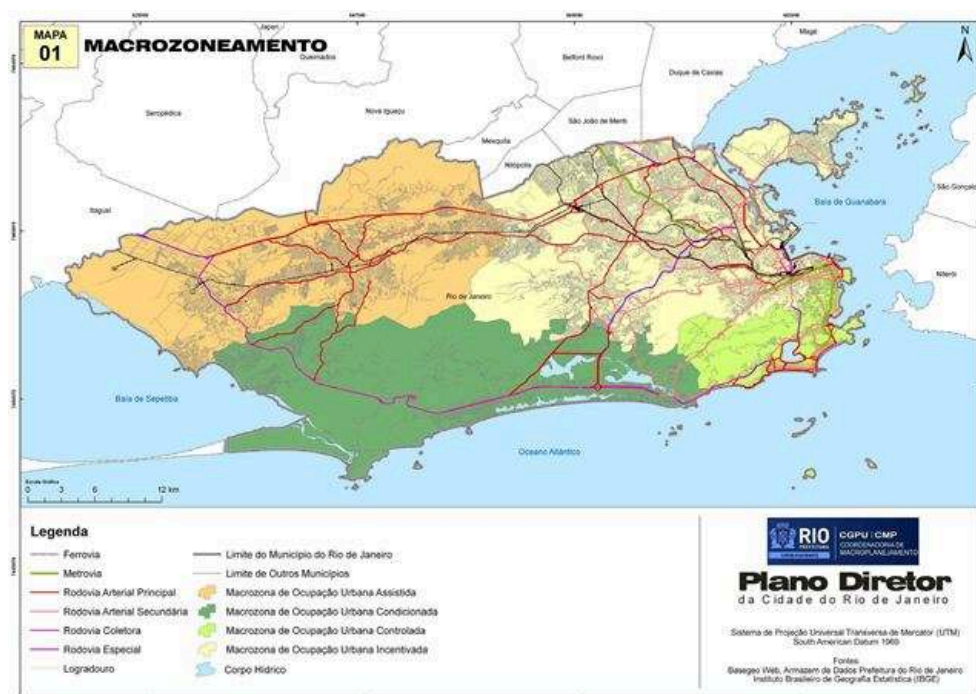 MAPA
01
MACROZONEAMENTO
Japeri
Queimados
Seropédica
Nova Iguaçu
Belford Roxo
Magé
Duque de Caxias
São João de Meriti
Mesquita
Nilópolis
Itaguaí
N
Baía de Guanabara
São Gonçalo
Niterói
Rio de Janeiro
Baía de Sepetiba
Oceano Atlântico
Escala Gráfica
0 3 6 12 km
Legenda
Ferrovia
Metrovia
Rodovia Arterial Principal
Rodovia Arterial Secundária
Rodovia Coletora
Rodovia Especial
Logradouro
Limite do Município do Rio de Janeiro
Limite de Outros Municípios
Macrozona de Ocupação Urbana Assistida
Macrozona de Ocupação Urbana Condicionada
Macrozona de Ocupação Urbana Controlada
Macrozona de Ocupação Urbana Incentivada
Corpo Hídrico
RIO
PREFEITURA
CGPU | CMP
COORDENADORIA DE
MACROPLANEJAMENTO
Plano Diretor
da Cidade do Rio de Janeiro
Sistema de Projeção Universal Transversa de Mercator (UTM)
South American Datum 1969
Fontes
Basegeo Web, Armazem de Dados Prefeitura do Rio de Janeiro
Instituto Brasileiro de Geografia Estatística (IBGE)